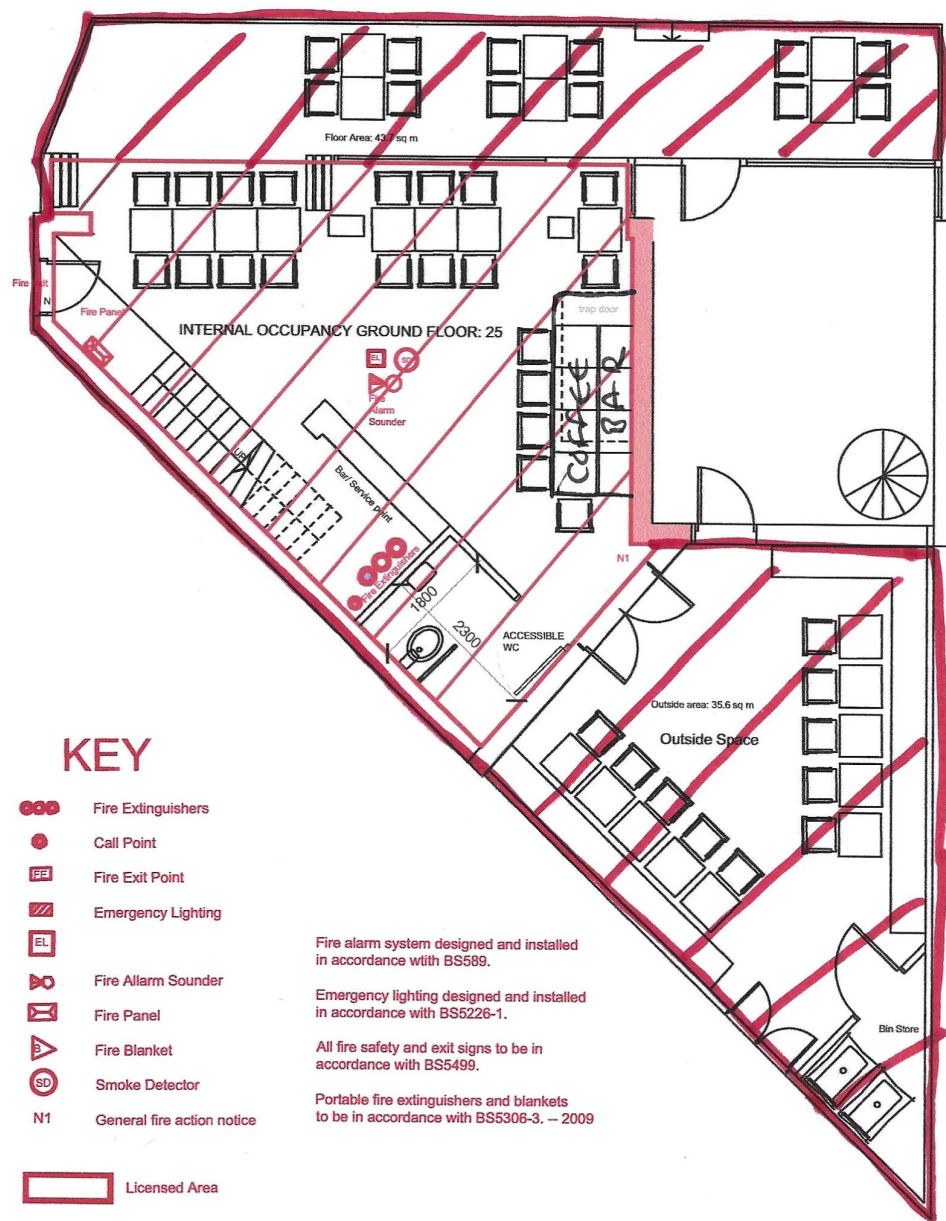 Floor Area: 43.7 sq m
Fire Exit
N
Fire Panel
INTERNAL OCCUPANCY GROUND FLOOR: 25
trap door
EL
SD
Fire
Alarm
Sounder
COFFEE
BAR
UP
Bar/ Service point
Fire Extinguishers
N1
1800
2300
ACCESSIBLE
WC
Outside area: 35.6 sq m
Outside Space
Bin Store
KEY
Fire Extinguishers
Call Point
FE
Fire Exit Point
Emergency Lighting
EL
Fire Allarm Sounder
Fire Panel
B
Fire Blanket
SD
Smoke Detector
N1
General fire action notice
Licensed Area
Fire alarm system designed and installed
in accordance wtith BS589.
Emergency lighting designed and installed
in accordance with BS5226-1.
All fire safety and exit signs to be in
accordance with BS5499.
Portable fire extinguishers and blankets
to be in accordance with BS5306-3. – 2009